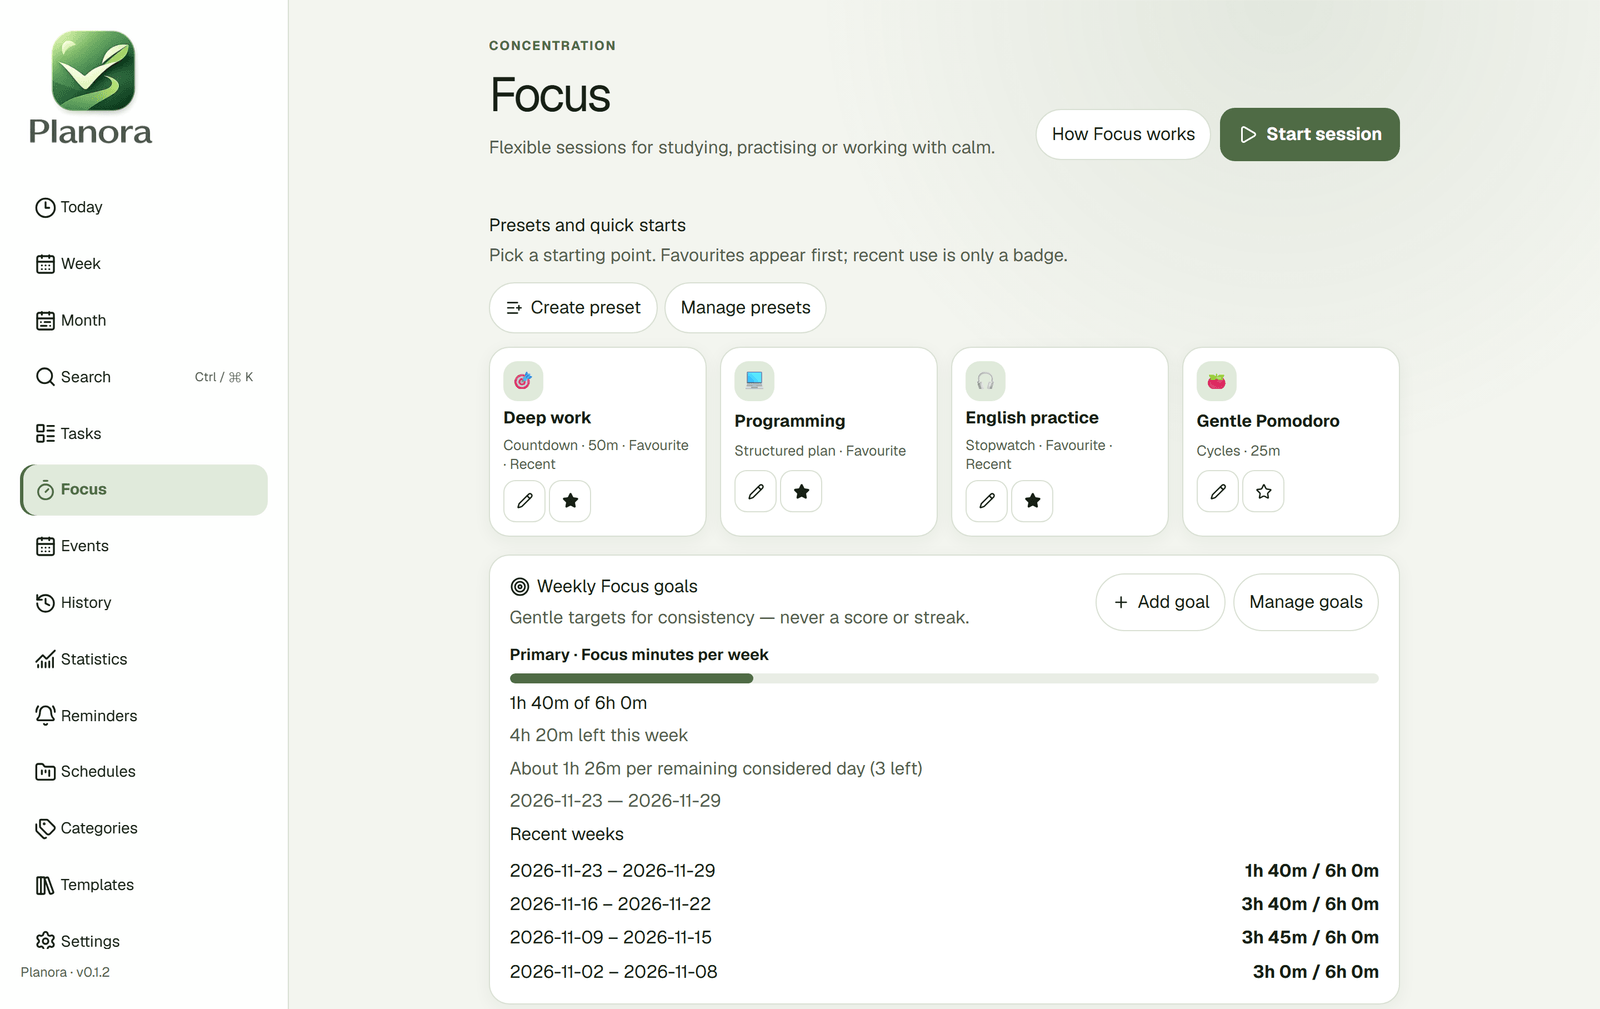 Planora
Today
Week
Month
Search Ctrl / ⌘ K
Tasks
Focus
Events
History
Statistics
Reminders
Schedules
Categories
Templates
Settings
Planora · v0.1.2
CONCENTRATION
Focus
Flexible sessions for studying, practising or working with calm.
How Focus works
Start session
Presets and quick starts
Pick a starting point. Favourites appear first; recent use is only a badge.
Create preset
Manage presets
Deep work
Countdown · 50m · Favourite
· Recent
Programming
Structured plan · Favourite
English practice
Stopwatch · Favourite ·
Recent
Gentle Pomodoro
Cycles · 25m
Weekly Focus goals
Gentle targets for consistency — never a score or streak.
+ Add goal
Manage goals
Primary · Focus minutes per week
1h 40m of 6h 0m
4h 20m left this week
About 1h 26m per remaining considered day (3 left)
2026-11-23 — 2026-11-29
Recent weeks
2026-11-23 – 2026-11-29 1h 40m / 6h 0m
2026-11-16 – 2026-11-22 3h 40m / 6h 0m
2026-11-09 – 2026-11-15 3h 45m / 6h 0m
2026-11-02 – 2026-11-08 3h 0m / 6h 0m